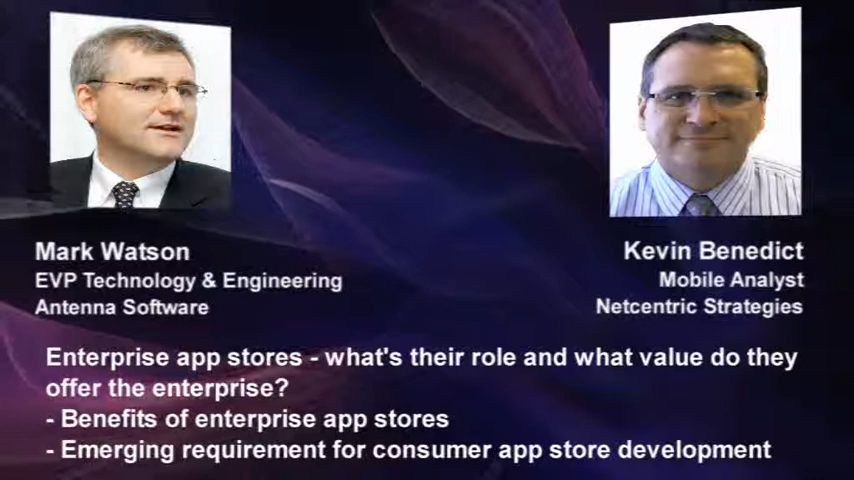 Mark Watson
EVP Technology & Engineering
Antenna Software
Kevin Benedict
Mobile Analyst
Netcentric Strategies
Enterprise app stores - what's their role and what value do they
offer the enterprise?
- Benefits of enterprise app stores
- Emerging requirement for consumer app store development